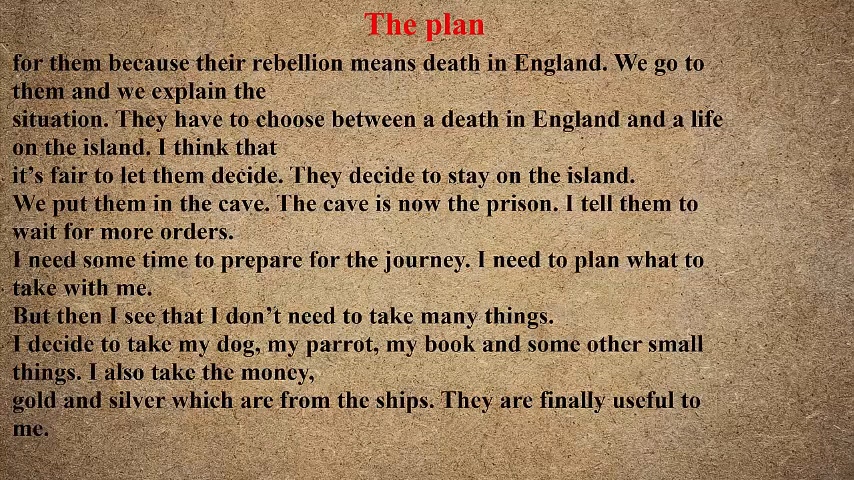 The plan
for them because their rebellion means death in England. We go to
them and we explain the
situation. They have to choose between a death in England and a life
on the island. I think that
it’s fair to let them decide. They decide to stay on the island.
We put them in the cave. The cave is now the prison. I tell them to
wait for more orders.
I need some time to prepare for the journey. I need to plan what to
take with me.
But then I see that I don’t need to take many things.
I decide to take my dog, my parrot, my book and some other small
things. I also take the money,
gold and silver which are from the ships. They are finally useful to
me.